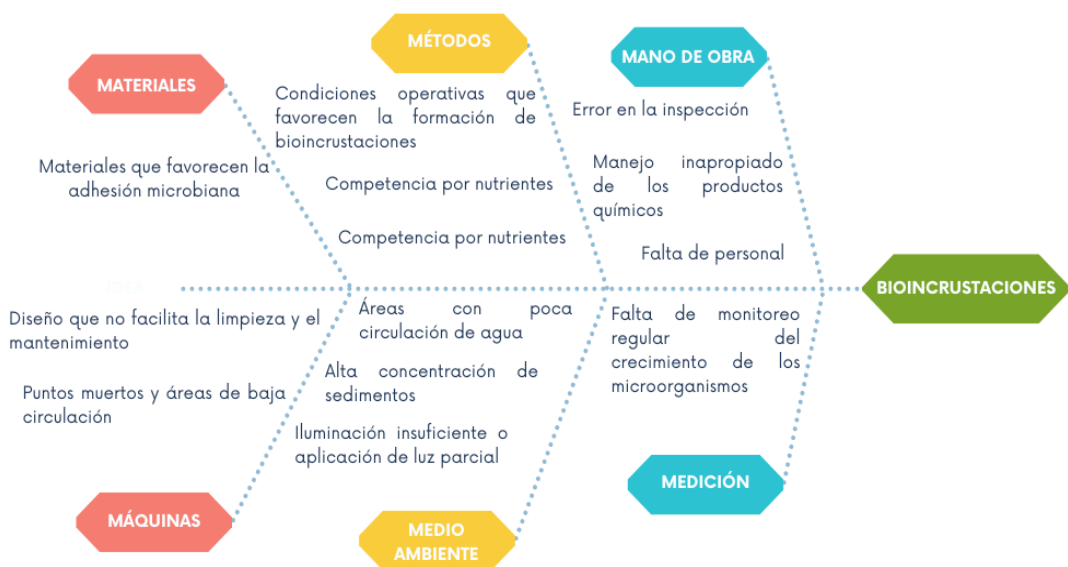 MATERIALES
MÉTODOS
MANO DE OBRA
Materiales que favorecen la
adhesión microbiana
Condiciones operativas que
favorecen la formación de
bioincrustaciones
Competencia por nutrientes
Competencia por nutrientes
Error en la inspección
Manejo inapropiado
de los productos
químicos
Falta de personal
BIOINCRUSTACIONES
Diseño que no facilita la limpieza y el
mantenimiento
Puntos muertos y áreas de baja
circulación
Áreas con poca
circulación de agua
Alta concentración de
sedimentos
Iluminación insuficiente o
aplicación de luz parcial
Falta de monitoreo
regular del
crecimiento de los
microorganismos
MÁQUINAS
MEDIO
AMBIENTE
MEDICIÓN